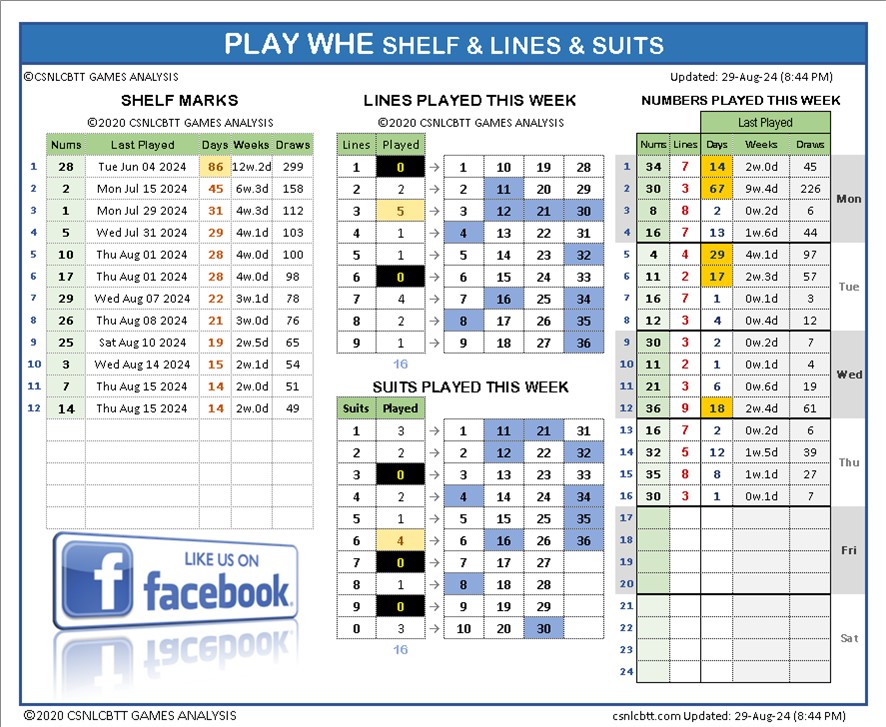 PLAY WHE SHELF & LINES & SUITS
©CSNLCBTT GAMES ANALYSIS
Updated: 29-Aug-24 (8:44 PM)
SHELF MARKS
©2020 CSNLCBTT GAMES ANALYSIS
Nums Last Played Days Weeks Draws
1 28 Tue Jun 04 2024 86 12w.2d 299
2 2 Mon Jul 15 2024 45 6w.3d 158
3 1 Mon Jul 29 2024 31 4w.3d 112
4 5 Wed Jul 31 2024 29 4w.1d 103
5 10 Thu Aug 01 2024 28 4w.0d 100
6 17 Thu Aug 01 2024 28 4w.0d 98
7 29 Wed Aug 07 2024 22 3w.1d 78
8 26 Thu Aug 08 2024 21 3w.0d 76
9 25 Sat Aug 10 2024 19 2w.5d 65
10 3 Wed Aug 14 2024 15 2w.1d 54
11 7 Thu Aug 15 2024 14 2w.0d 51
12 14 Thu Aug 15 2024 14 2w.0d 49
LIKE US ON
facebook
LINES PLAYED THIS WEEK
©2020 CSNLCBTT GAMES ANALYSIS
Lines Played
1 0 → 1 10 19 28
2 2 → 2 11 20 29
3 5 → 3 12 21 30
4 1 → 4 13 22 31
5 1 → 5 14 23 32
6 0 → 6 15 24 33
7 4 → 7 16 25 34
8 2 → 8 17 26 35
9 1 → 9 18 27 36
16
SUITS PLAYED THIS WEEK
Suits Played
1 3 → 1 11 21 31
2 2 → 2 12 22 32
3 0 → 3 13 23 33
4 2 → 4 14 24 34
5 1 → 5 15 25 35
6 4 → 6 16 26 36
7 0 → 7 17 27
8 1 → 8 18 28
9 0 → 9 19 29
0 3 → 10 20 30
16
NUMBERS PLAYED THIS WEEK
Last Played
Nums Lines Days Weeks Draws
1 34 7 14 2w.0d 45
2 30 3 67 9w.4d 226
Mon
3 8 8 2 0w.2d 6
4 16 7 13 1w.6d 44
5 4 4 29 4w.1d 97
6 11 2 17 2w.3d 57
Tue
7 16 7 1 0w.1d 3
8 12 3 4 0w.4d 12
9 30 3 2 0w.2d 7
10 11 2 1 0w.1d 4
Wed
11 21 3 6 0w.6d 19
12 36 9 18 2w.4d 61
13 16 7 2 0w.2d 6
14 32 5 12 1w.5d 39
Thu
15 35 8 8 1w.1d 27
16 30 3 1 0w.1d 7
17
18
Fri
19
20
21
22
Sat
23
24
©2020 CSNLCBTT GAMES ANALYSIS
csnlcbtt.com Updated: 29-Aug-24 (8:44 PM)